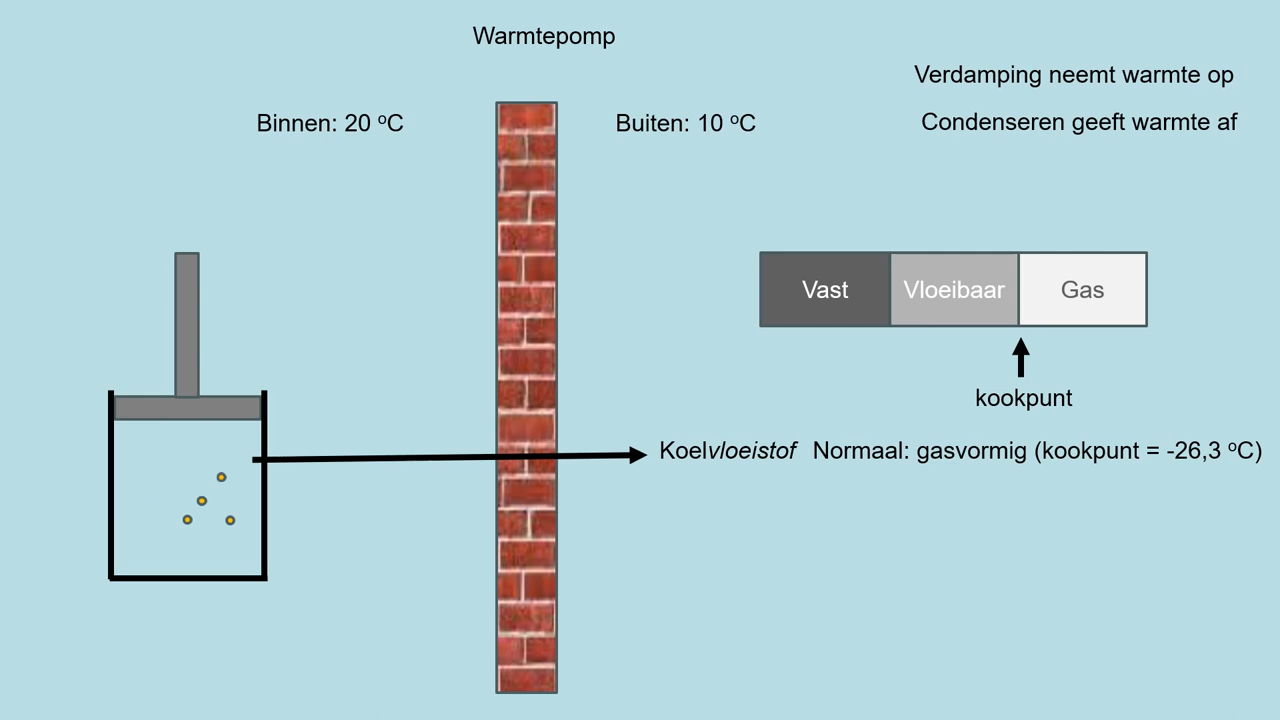 Warmtepomp
Verdamping neemt warmte op
Binnen: 20 ºC
Buiten: 10 ºC
Condenseren geeft warmte af
Vast
Vloeibaar
Gas
kookpunt
Koelvloeistof Normaal: gasvormig (kookpunt = -26,3 ºC)